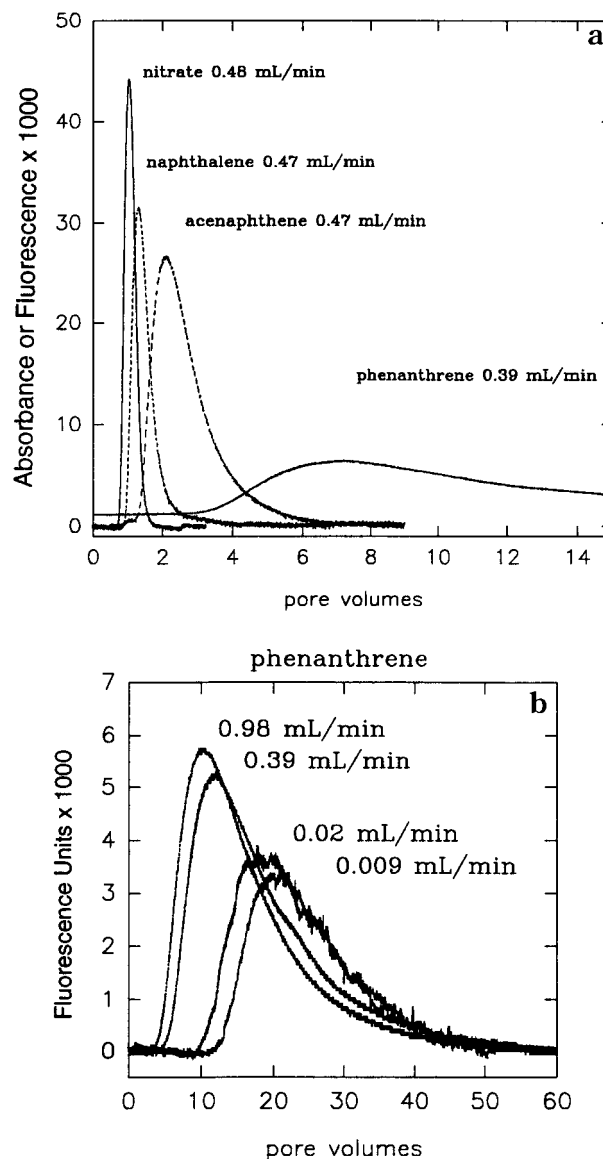 a
50
40
30
20
10
0
Absorbance or Fluorescence x 1000
nitrate 0.48 mL/min
naphthalene 0.47 mL/min
acenaphthene 0.47 mL/min
phenanthrene 0.39 mL/min
0 2 4 6 8 10 12 14
pore volumes
phenanthrene
b
7
6
5
4
3
2
1
0
Fluorescence Units x 1000
0.98 mL/min
0.39 mL/min
0.02 mL/min
0.009 mL/min
0 10 20 30 40 50 60
pore volumes